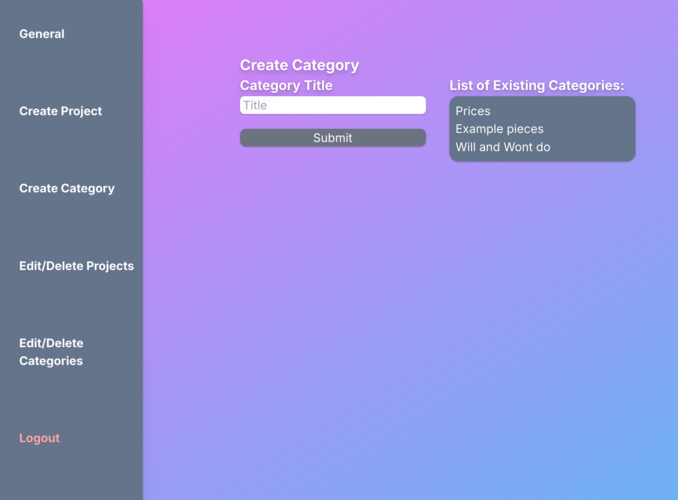 General
Create Project
Create Category
Edit/Delete Projects
Edit/Delete
Categories
Logout
Create Category
Category Title
Title
Submit
List of Existing Categories:
Prices
Example pieces
Will and Wont do